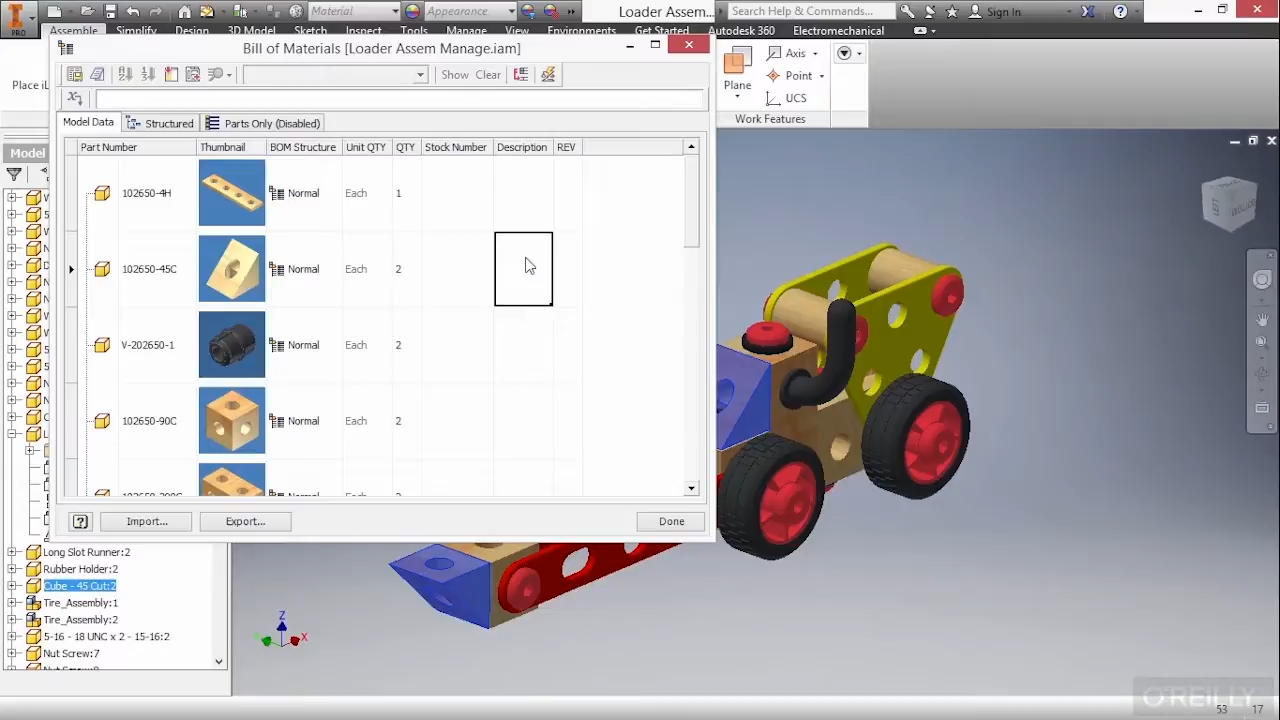 Material
Appearance
Loader Assem...
Search Help & Commands...
Sign In
PRO
Assemble
Simplify
Design
3D Model
Sketch
Inspect
Tools
Manage
View
Environments
Get Started
Autodesk 360
Electromechanical
Bill of Materials [Loader Assem Manage.iam]
Place
Show Clear
Plane
Axis
Point
UCS
Work Features
Model Data
Structured
Parts Only (Disabled)
Model
Part Number
Thumbnail
BOM Structure
Unit QTY
QTY
Stock Number
Description
REV
102650-4H
Normal
Each
1
102650-45C
Normal
Each
2
V-202650-1
Normal
Each
2
102650-90C
Normal
Each
2
LEFT
Import...
Export...
Done
Long Slot Runner:2
Rubber Holder:2
Cube - 45 Cut:2
Tire_Assembly:1
Tire_Assembly:2
5-16 - 18 UNC x 2 - 15-16:2
Nut Screw:7
Z
X
O'REILLY
53
17